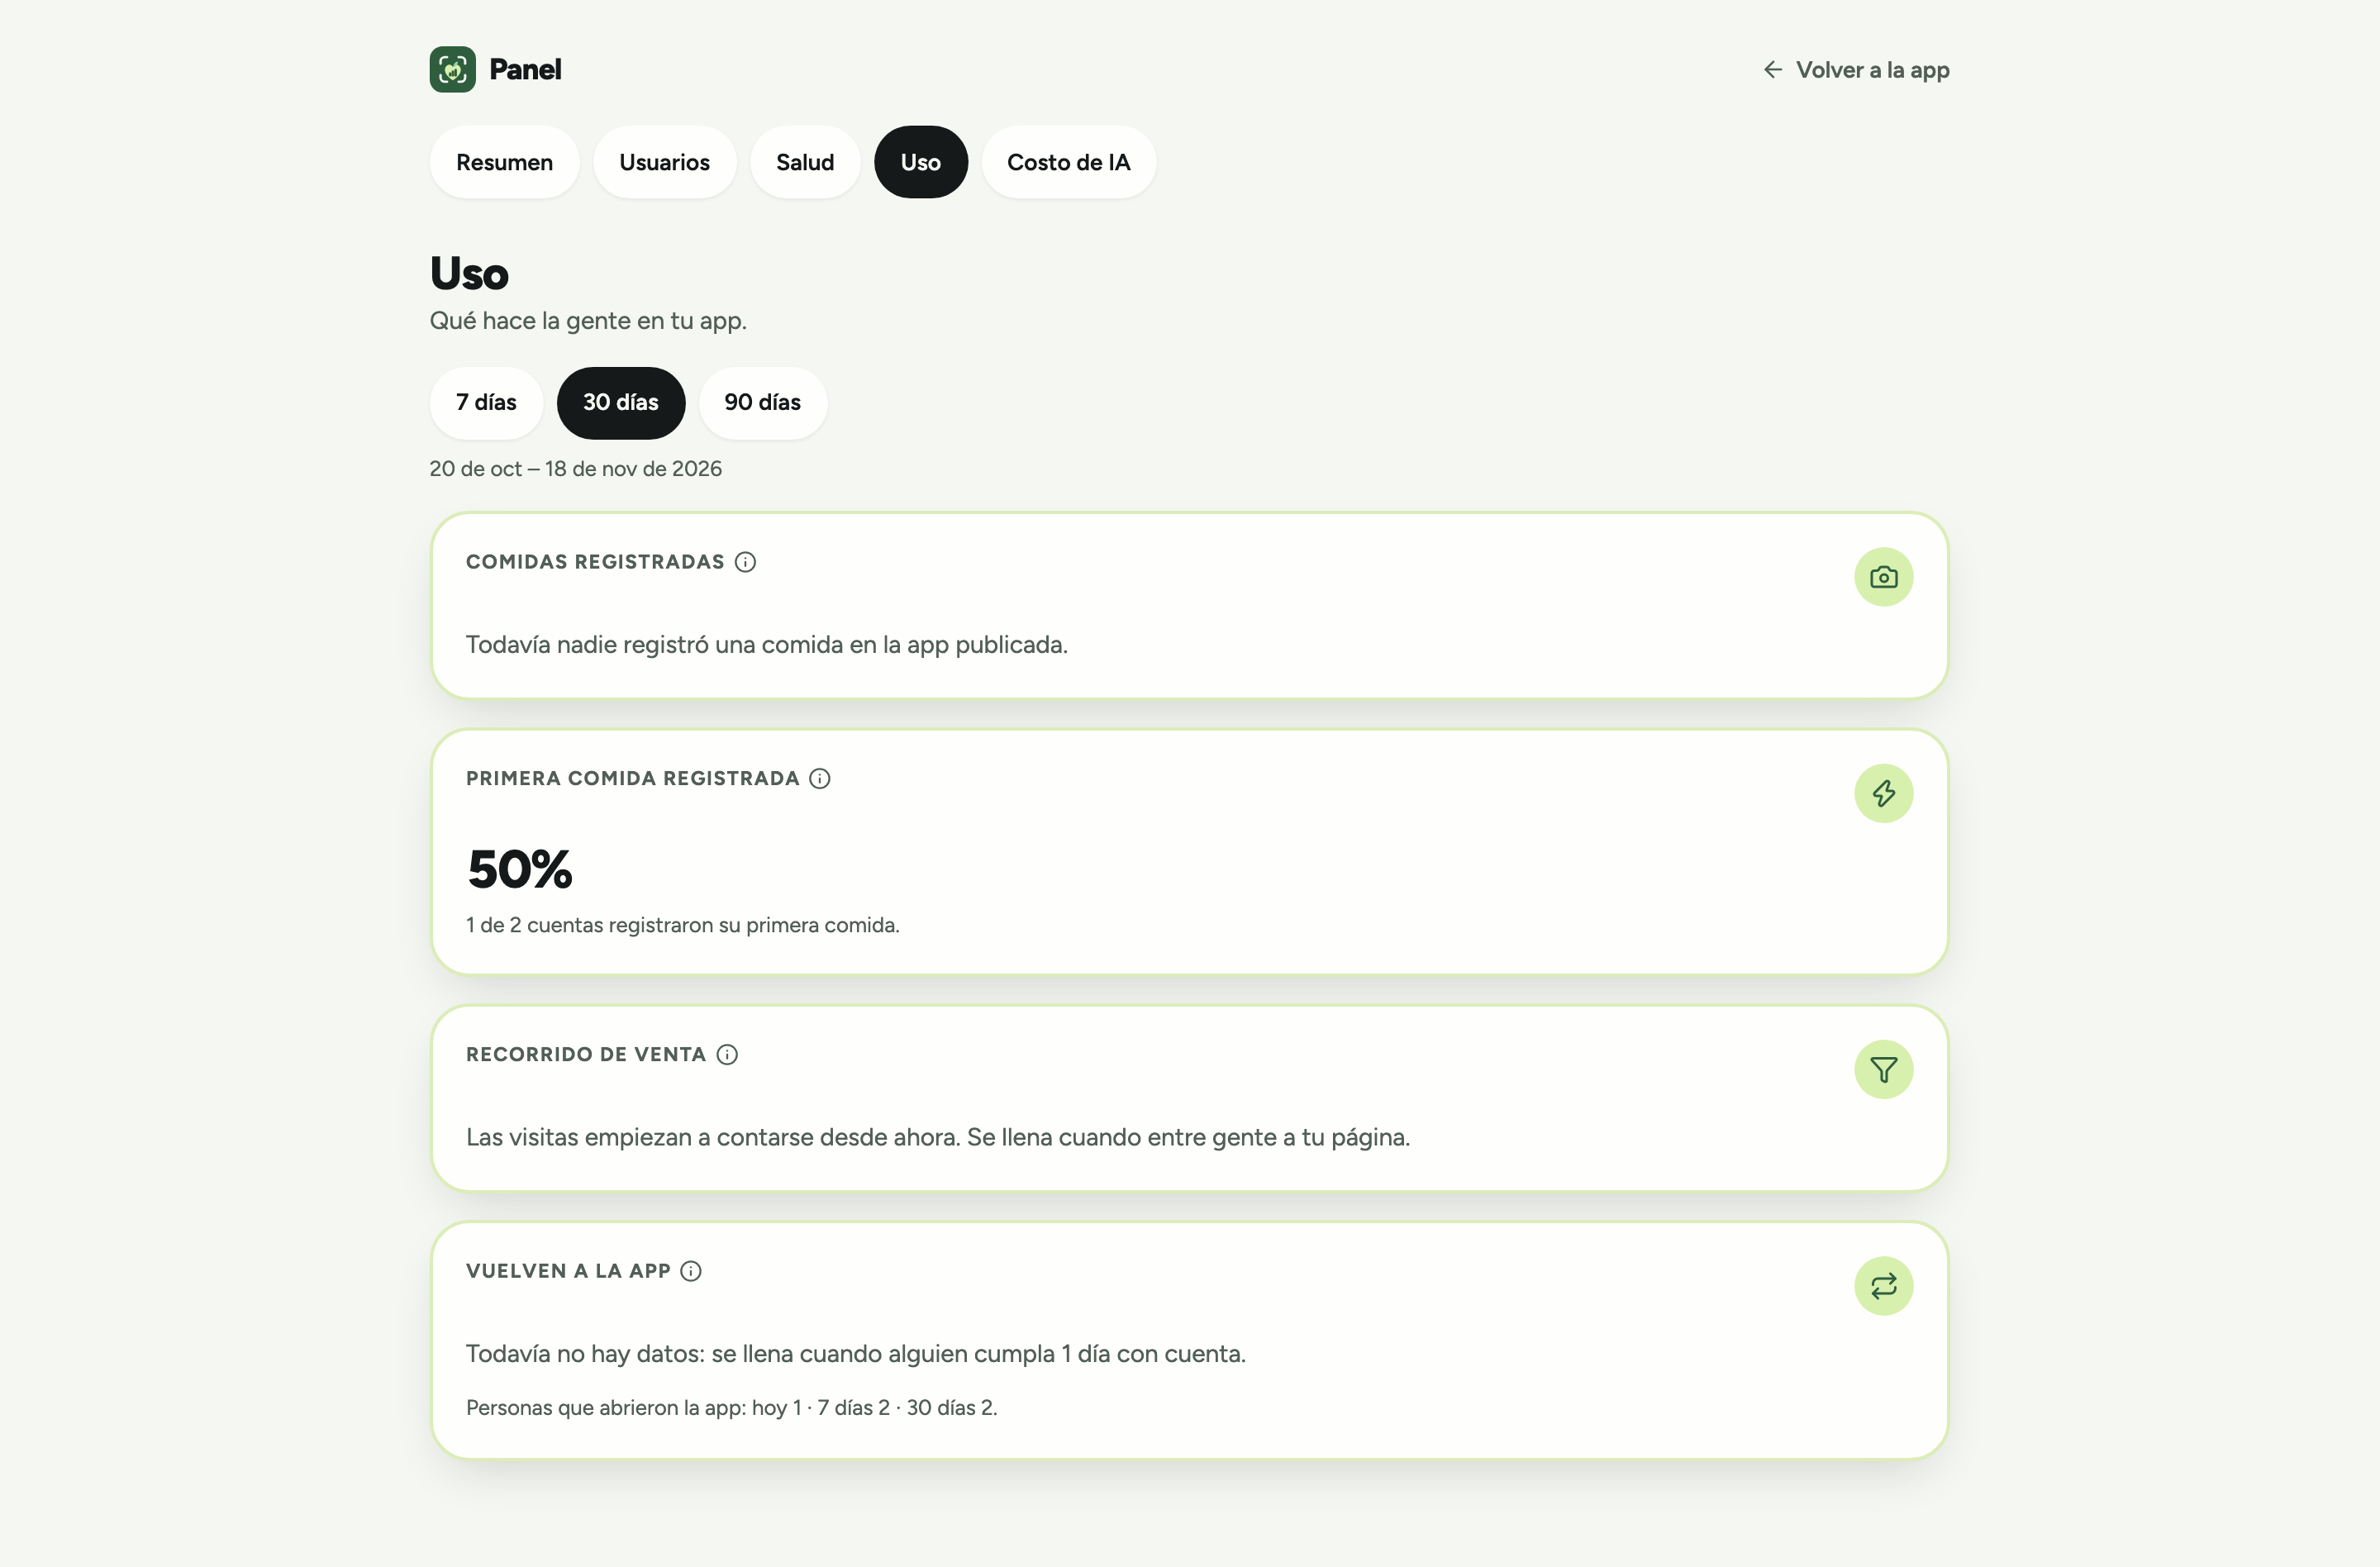 Panel
Volver a la app
Resumen
Usuarios
Salud
Uso
Costo de IA
Uso
Qué hace la gente en tu app.
7 días
30 días
90 días
20 de oct – 18 de nov de 2026
COMIDAS REGISTRADAS
Todavía nadie registró una comida en la app publicada.
PRIMERA COMIDA REGISTRADA
50%
1 de 2 cuentas registraron su primera comida.
RECORRIDO DE VENTA
Las visitas empiezan a contarse desde ahora. Se llena cuando entre gente a tu página.
VUELVEN A LA APP
Todavía no hay datos: se llena cuando alguien cumpla 1 día con cuenta.
Personas que abrieron la app: hoy 1 · 7 días 2 · 30 días 2.